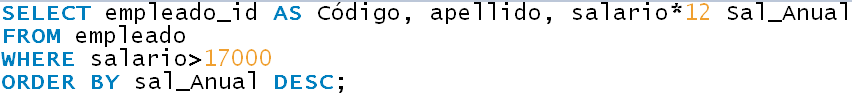 SELECT empleado_id AS Código, apellido, salario*12 Sal_Anual
FROM empleado
WHERE salario>17000
ORDER BY sal_Anual DESC;